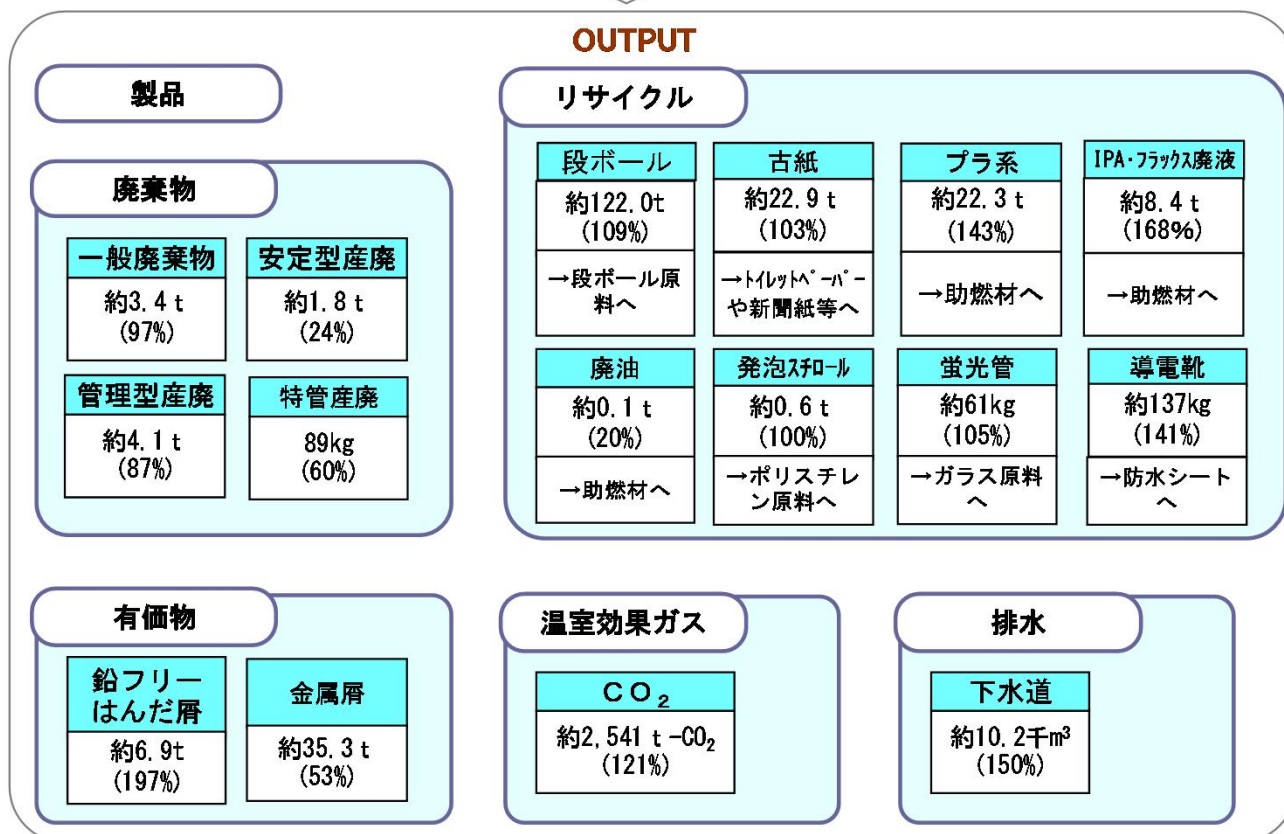 OUTPUT
製品
廃棄物
一般廃棄物
約3.4ｔ
(97%)
安定型産廃
約1.8ｔ
(24%)
管理型産廃
約4.1ｔ
(87%)
特管産廃
89kg
(60%)
リサイクル
段ボール
約122.0t
(109%)
→段ボール原
料へ
古紙
約22.9ｔ
(103%)
→ﾄｲﾚｯﾄﾍﾟｰﾊﾟｰ
や新聞紙等へ
プラ系
約22.3ｔ
(143%)
→助燃材へ
IPA・ﾌﾗｯｸｽ廃液
約8.4ｔ
(168%)
→助燃材へ
廃油
約0.1ｔ
(20%)
→助燃材へ
発泡ｽﾁﾛｰﾙ
約0.6ｔ
(100%)
→ポリスチレ
ン原料へ
蛍光管
約61kg
(105%)
→ガラス原料
へ
導電靴
約137kg
(141%)
→防水シート
へ
有価物
鉛フリー
はんだ屑
約6.9t
(197%)
金属屑
約35.3ｔ
(53%)
温室効果ガス
ＣＯ₂
約2,541ｔ-CO₂
(121%)
排水
下水道
約10.2千m³
(150%)